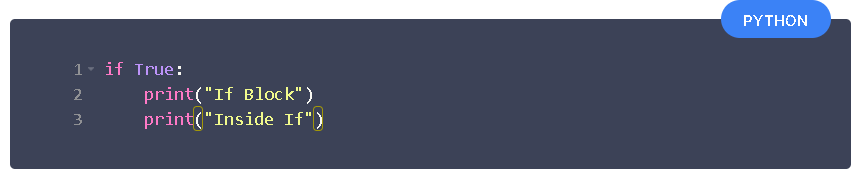 PYTHON
1 if True:
2     print("If Block")
3     print("Inside If")